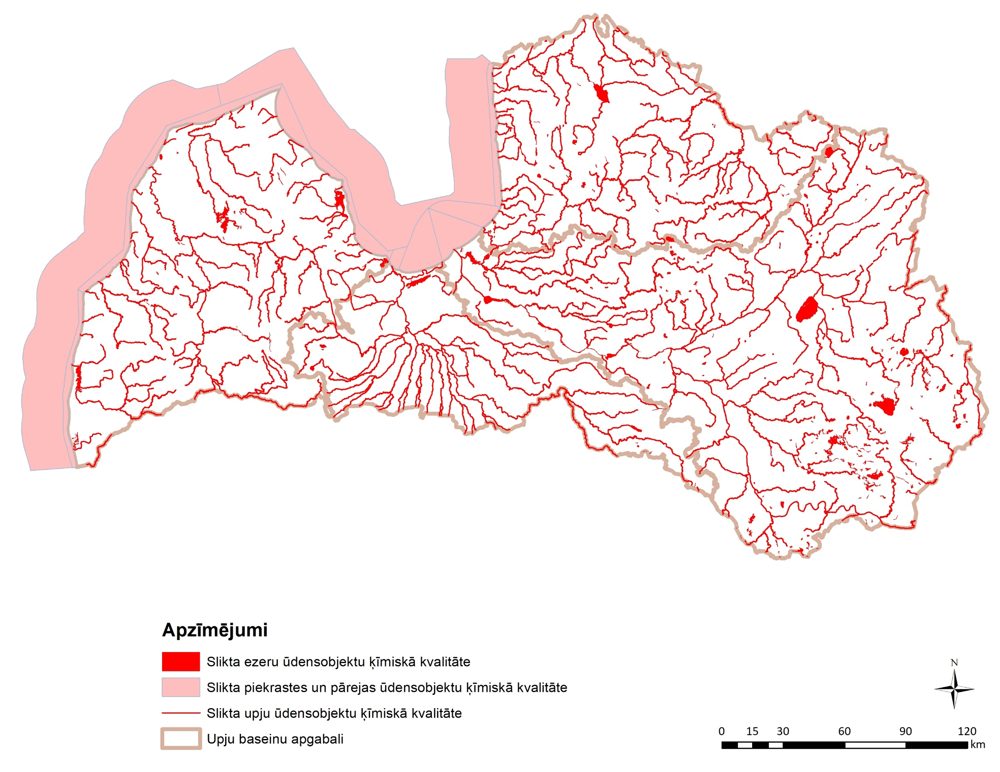 Apzīmējumi
Slikta ezeru ūdensobjektu ķīmiskā kvalitāte
Slikta piekrastes un pārejas ūdensobjektu ķīmiskā kvalitāte
Slikta upju ūdensobjektu ķīmiskā kvalitāte
Upju baseinu apgabali
N
0 15 30 60 90 120
km